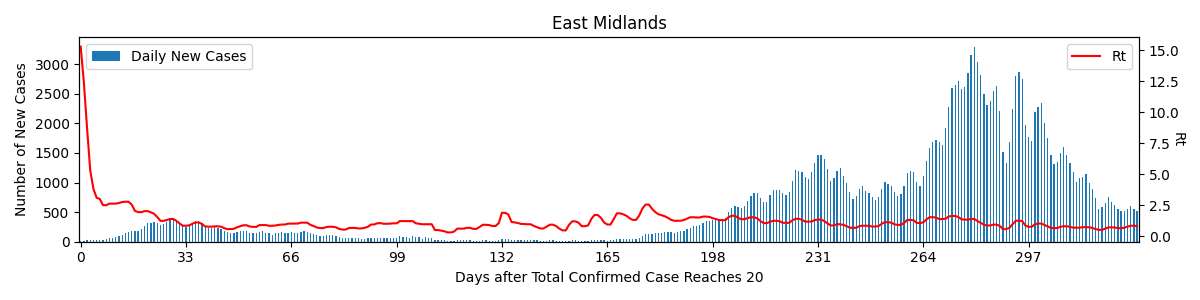 East Midlands
Daily New Cases
Rt
Number of New Cases
Rt
3000
2500
2000
1500
1000
500
0
15.0
12.5
10.0
7.5
5.0
2.5
0.0
0 33 66 99 132 165 198 231 264 297
Days after Total Confirmed Case Reaches 20